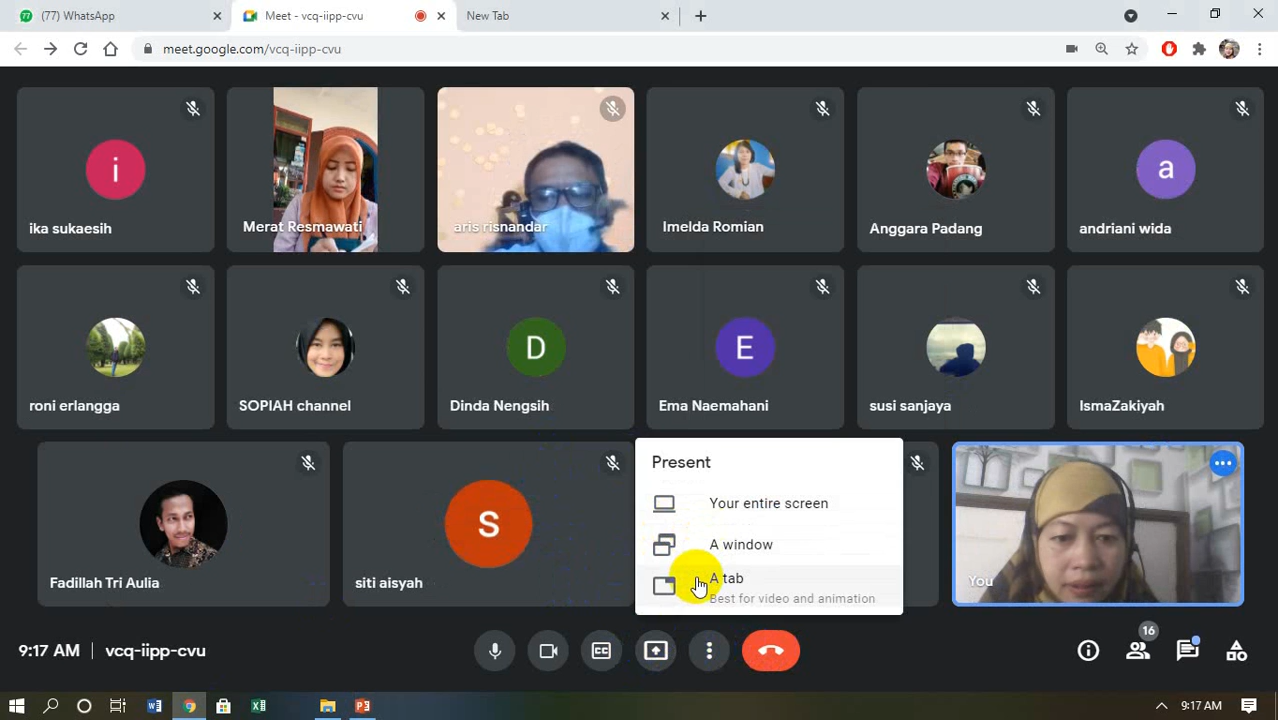 (77) WhatsApp
Meet - vcq-iipp-cvu
New Tab
meet.google.com/vcq-iipp-cvu
i
ika sukaesih
Merat Resmawati
aris risnandar
Imelda Romian
Anggara Padang
a
andriani wida
roni erlangga
SOPIAH channel
D
Dinda Nengsih
E
Ema Naemahani
susi sanjaya
IsmaZakiyah
Fadillah Tri Aulia
S
siti aisyah
Present
Your entire screen
A window
A tab
Best for video and animation
You
9:17 AM | vcq-iipp-cvu
CC
16
9:17 AM